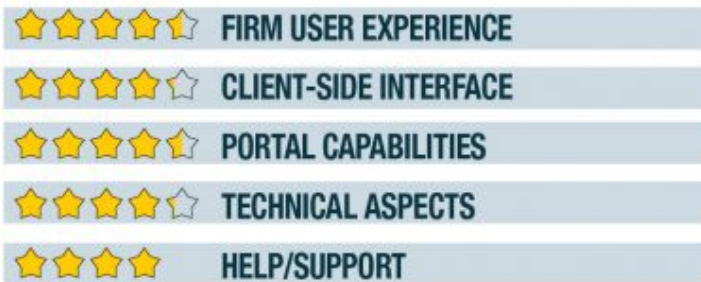 FIRM USER EXPERIENCE
CLIENT-SIDE INTERFACE
PORTAL CAPABILITIES
TECHNICAL ASPECTS
HELP/SUPPORT